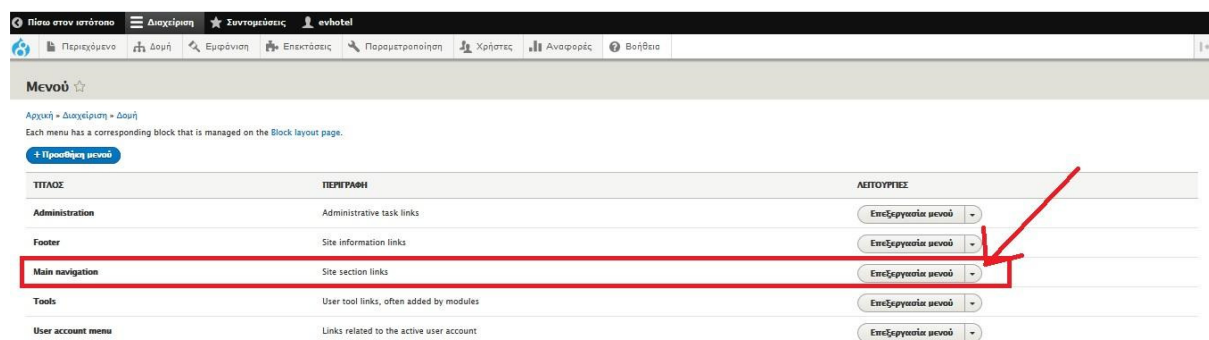 Πίσω στον ιστότοπο Διαχείριση Συντομεύσεις evhotel
Περιεχόμενο Δομή Εμφάνιση Επεκτάσεις Παραμετροποίηση Χρήστες Αναφορές Βοήθεια
Μενού
Αρχική » Διαχείριση » Δομή
Each menu has a corresponding block that is managed on the Block layout page.
+ Προσθήκη μενού
ΤΙΤΛΟΣ ΠΕΡΙΓΡΑΦΗ ΛΕΙΤΟΥΡΓΙΕΣ
Administration Administrative task links Επεξεργασία μενού
Footer Site information links Επεξεργασία μενού
Main navigation Site section links Επεξεργασία μενού
Tools User tool links, often added by modules Επεξεργασία μενού
User account menu Links related to the active user account Επεξεργασία μενού